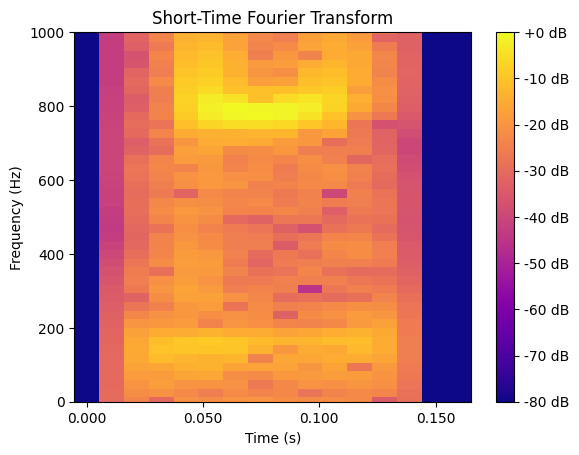 Short-Time Fourier Transform
Frequency (Hz)
1000
800
600
400
200
0
0.000
0.050
0.100
0.150
Time (s)
+0 dB
-10 dB
-20 dB
-30 dB
-40 dB
-50 dB
-60 dB
-70 dB
-80 dB